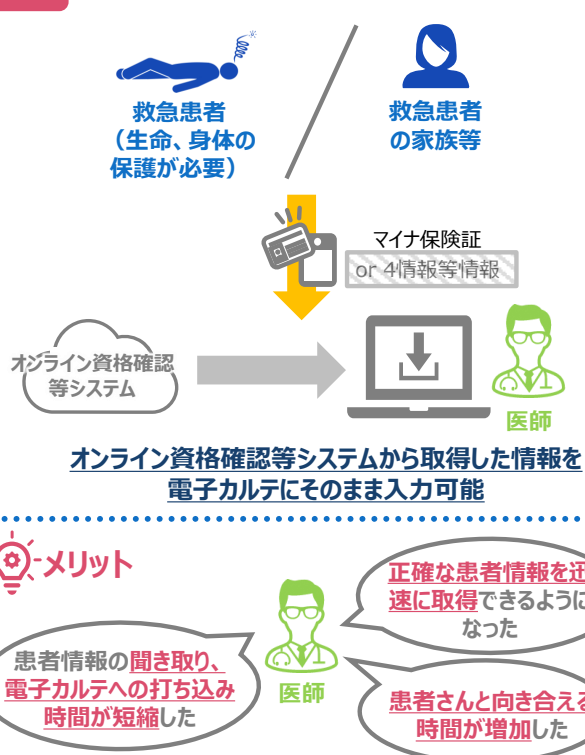 救急患者
（生命、身体の
保護が必要）
救急患者
の家族等
マイナ保険証
or 4情報等情報
オンライン資格確認
等システム
医師
オンライン資格確認等システムから取得した情報を
電子カルテにそのまま入力可能
メリット
正確な患者情報を迅
速に取得できるように
なった
患者情報の聞き取り、
電子カルテへの打ち込み
時間が短縮した
医師
患者さんと向き合える
時間が増加した